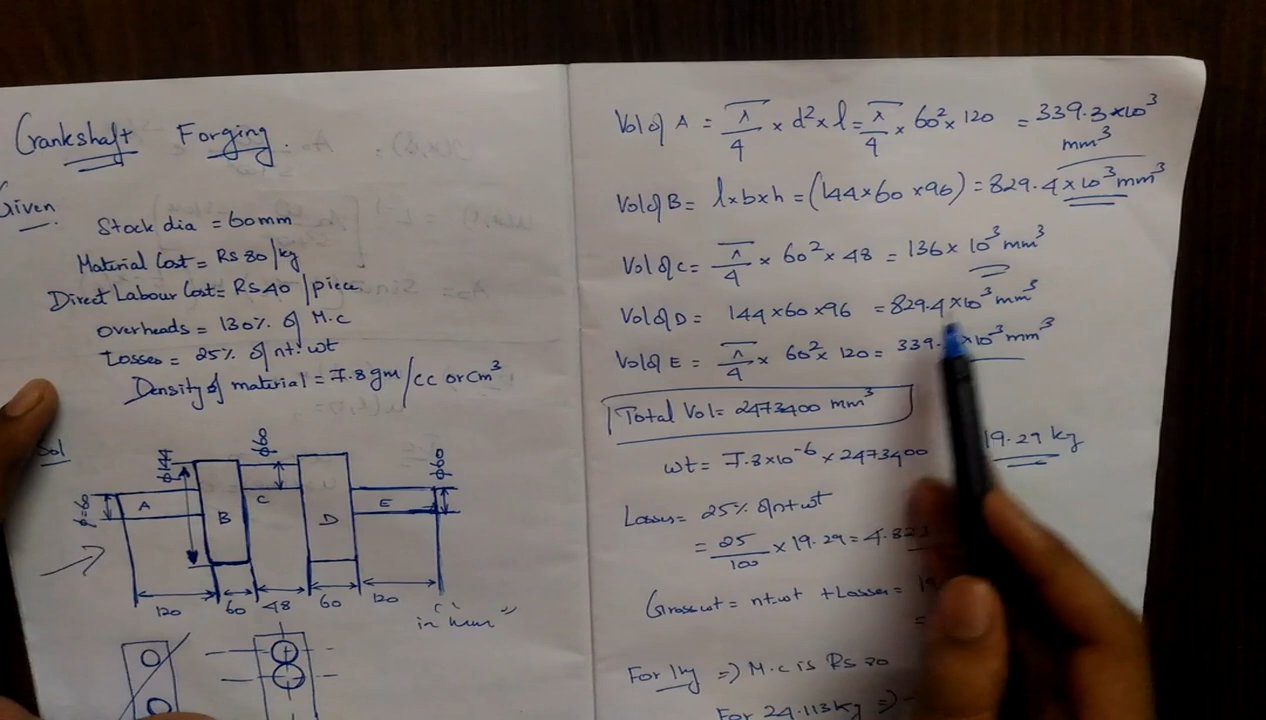 Crankshaft Forging.
Given
Stock dia = 60mm
Material Cost = Rs 80/kg
Direct Labour Cost = Rs 40 /piece
Overheads = 130% of M.C
Losses = 25% of nt. wt
Density of material = 7.8 gm/cc or cm³
Sol
ϕ=60
ϕ144
ϕ60
ϕ60
A
B
C
D
E
120 60 48 60 120
"in mm"
Vol of A = π/4 × d² × l = π/4 × 60² × 120 = 339.3 × 10³ mm³
Vol of B = l×b×h = (144×60×96) = 829.4 × 10³ mm³
Vol of C = π/4 × 60² × 48 = 136 × 10³ mm³
Vol of D = 144×60×96 = 829.4 × 10³ mm³
Vol of E = π/4 × 60² × 120 = 339. × 10³ mm³
Total Vol = 2473400 mm³
wt = 7.8×10⁻⁶ × 2473400 19.29 kg
Losses = 25% of nt wt
= 25/100 × 19.29 = 4.823
Gross wt = nt. wt + Losses = 19
=
For 1kg => M.C is Rs 80
For 24.113kg =>